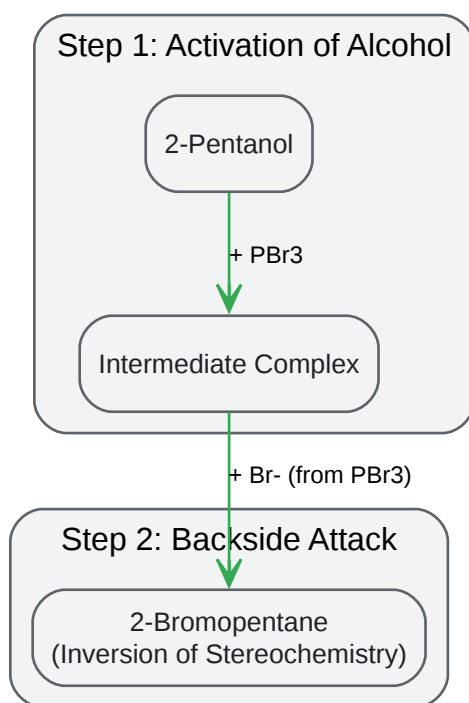 Step 1: Activation of Alcohol
2-Pentanol
+ PBr3
Intermediate Complex
+ Br- (from PBr3)
Step 2: Backside Attack
2-Bromopentane
(Inversion of Stereochemistry)